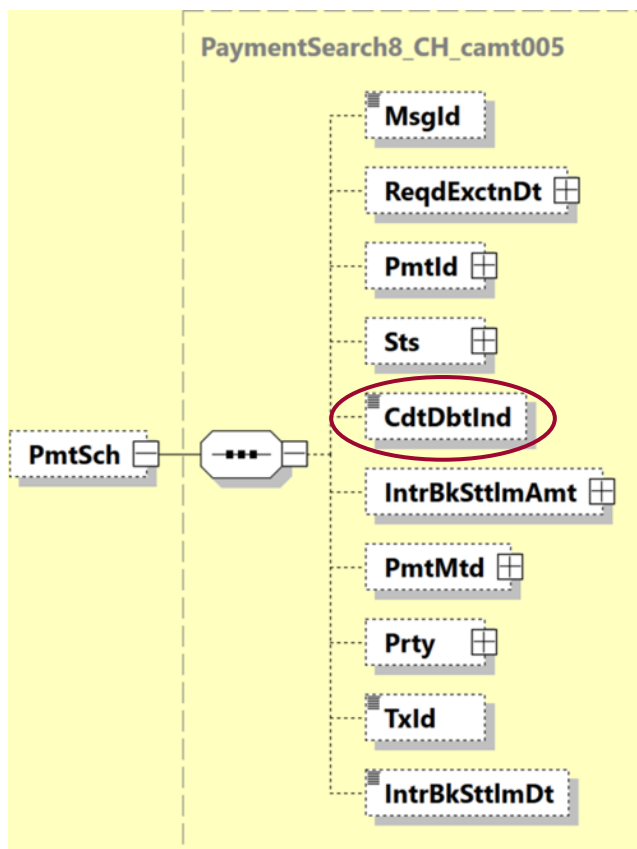 PaymentSearch8_CH_camt005
MsgId
ReqdExctnDt
PmtId
Sts
CdtDbtInd
PmtSch
IntrBkSttlmAmt
PmtMtd
Prty
TxId
IntrBkSttlmDt